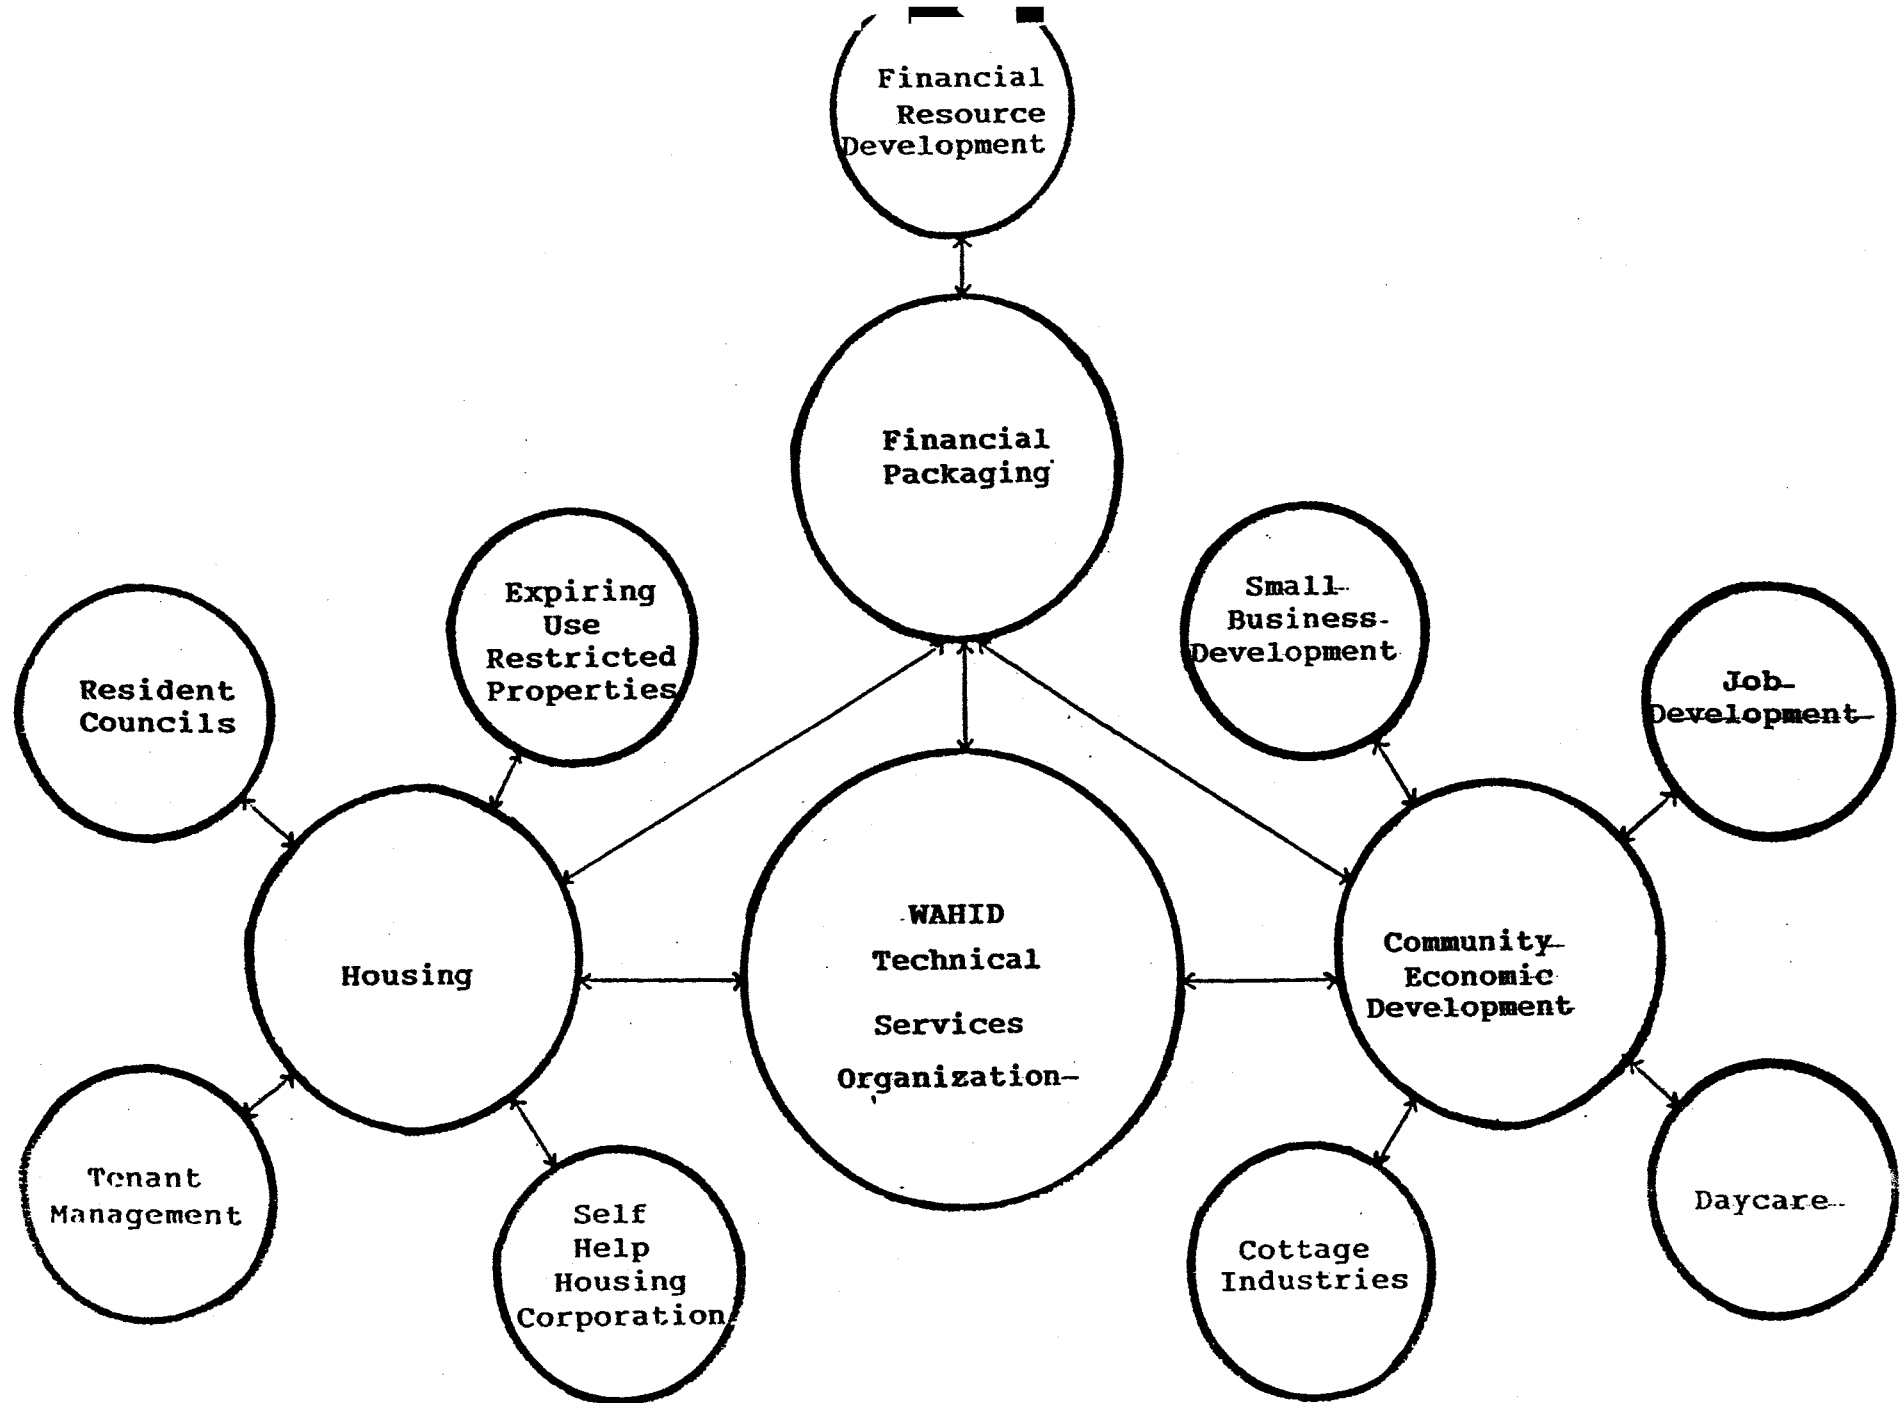 Financial
Resource
Development
Financial
Packaging
Expiring
Use
Restricted
Properties
Small
Business
Development
Resident
Councils
Job
Development
WAHID
Technical
Services
Organization
Housing
Community
Economic
Development
Tenant
Management
Self
Help
Housing
Corporation
Cottage
Industries
Daycare